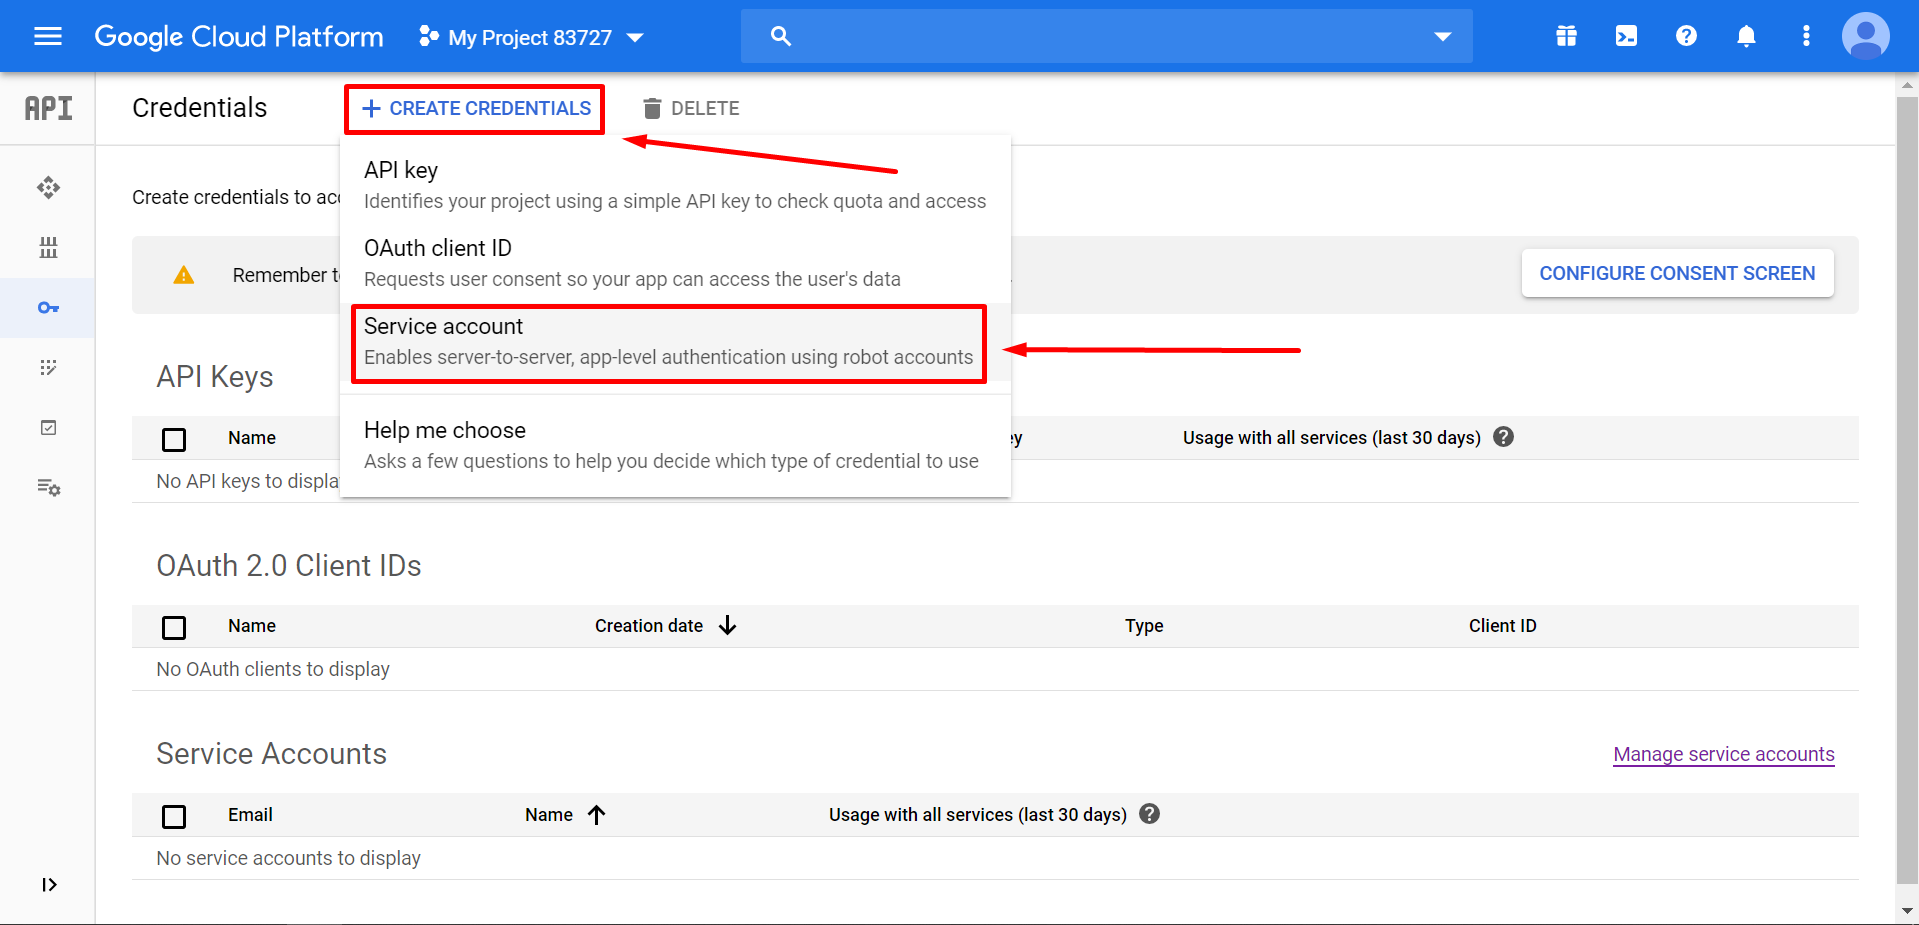 Google Cloud Platform
My Project 83727
API
Credentials
+ CREATE CREDENTIALS
DELETE
API key
Identifies your project using a simple API key to check quota and access
Create credentials to
OAuth client ID
Requests user consent so your app can access the user's data
Remember
CONFIGURE CONSENT SCREEN
Service account
Enables server-to-server, app-level authentication using robot accounts
Help me choose
Asks a few questions to help you decide which type of credential to use
API Keys
Name
Usage with all services (last 30 days)
No API keys to displa
OAuth 2.0 Client IDs
Name Creation date Type Client ID
No OAuth clients to display
Service Accounts
Manage service accounts
Email Name Usage with all services (last 30 days)
No service accounts to display